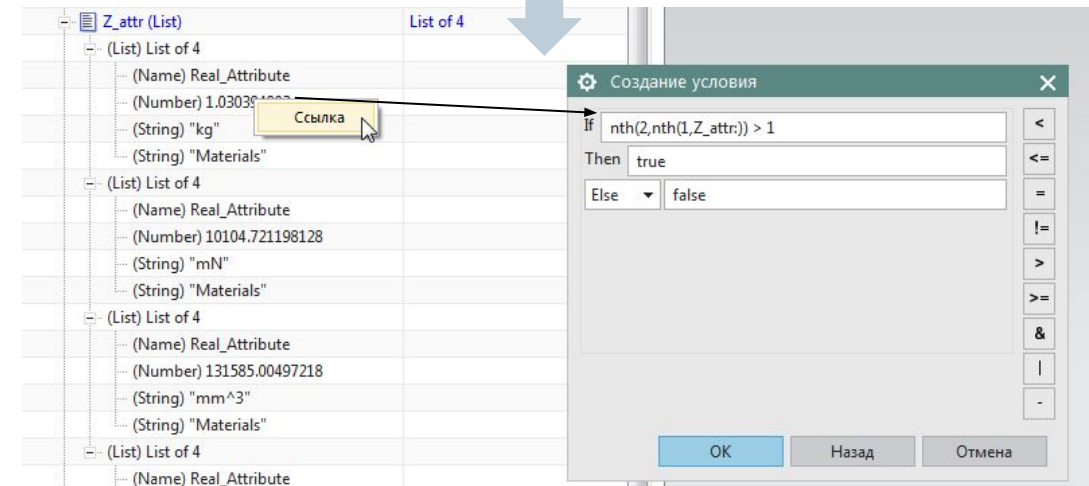 Z_attr (List) List of 4
(List) List of 4
(Name) Real_Attribute
(Number) 1.030394003
Ссылка
(String) "kg"
(String) "Materials"
(List) List of 4
(Name) Real_Attribute
(Number) 10104.721198128
(String) "mN"
(String) "Materials"
(List) List of 4
(Name) Real_Attribute
(Number) 131585.00497218
(String) "mm^3"
(String) "Materials"
(List) List of 4
(Name) Real_Attribute
Создание условия
If nth(2,nth(1,Z_attr:)) > 1
Then true
Else false
<
<=
=
!=
>
>=
&
|
-
OK Назад Отмена